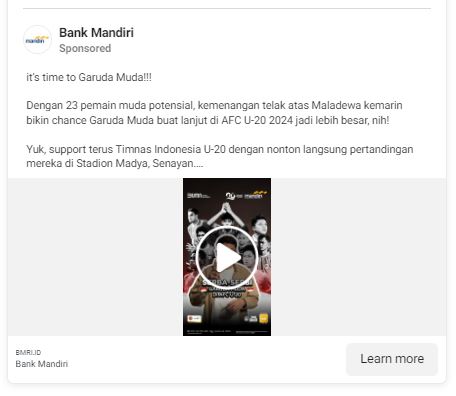 Bank Mandiri
Sponsored
it's time to Garuda Muda!!!
Dengan 23 pemain muda potensial, kemenangan telak atas Maladewa kemarin
bikin chance Garuda Muda buat lanjut di AFC U-20 2024 jadi lebih besar, nih!
Yuk, support terus Timnas Indonesia U-20 dengan nonton langsung pertandingan
mereka di Stadion Madya, Senayan....
mandiri
SERBA SERBI
BMRI.ID
Bank Mandiri
Learn more